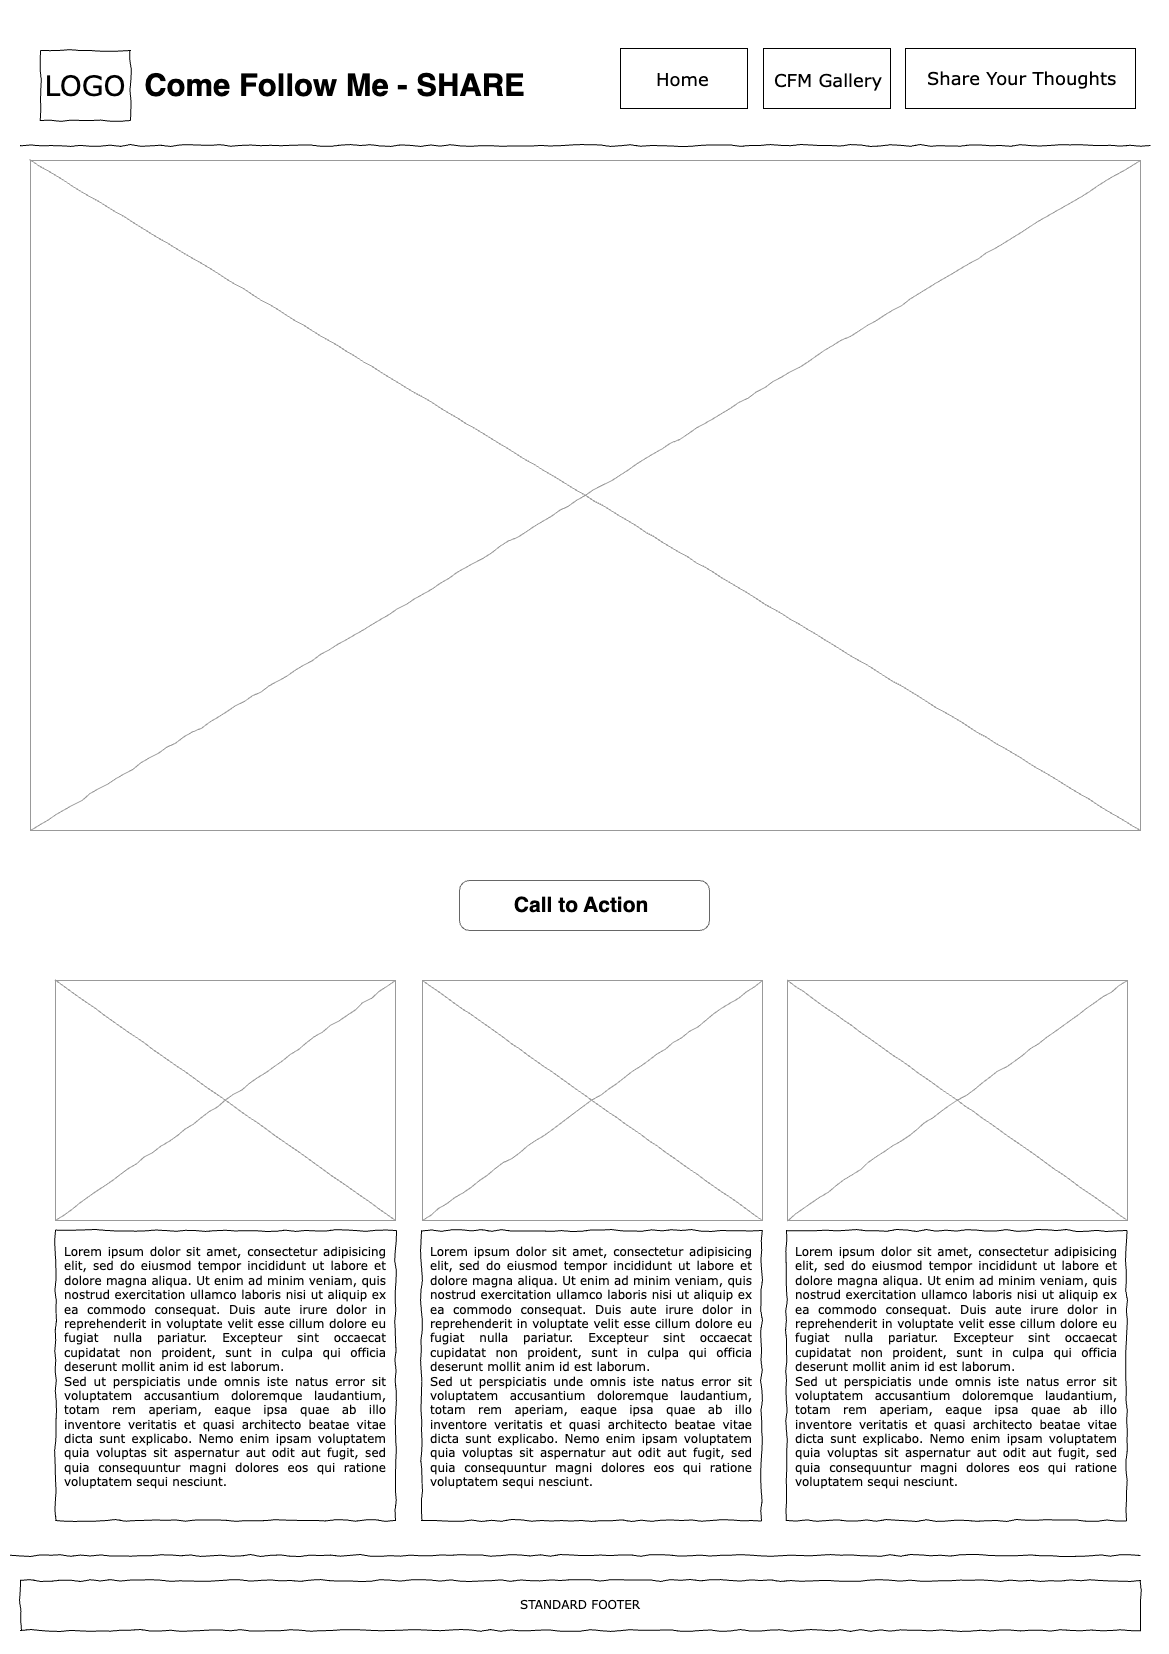 LOGO Come Follow Me - SHARE
Home
CFM Gallery
Share Your Thoughts
Call to Action
Lorem ipsum dolor sit amet, consectetur adipisicing
elit, sed do eiusmod tempor incididunt ut labore et
dolore magna aliqua. Ut enim ad minim veniam, quis
nostrud exercitation ullamco laboris nisi ut aliquip ex
ea commodo consequat. Duis aute irure dolor in
reprehenderit in voluptate velit esse cillum dolore eu
fugiat nulla pariatur. Excepteur sint occaecat
cupidatat non proident, sunt in culpa qui officia
deserunt mollit anim id est laborum.
Sed ut perspiciatis unde omnis iste natus error sit
voluptatem accusantium doloremque laudantium,
totam rem aperiam, eaque ipsa quae ab illo
inventore veritatis et quasi architecto beatae vitae
dicta sunt explicabo. Nemo enim ipsam voluptatem
quia voluptas sit aspernatur aut odit aut fugit, sed
quia consequuntur magni dolores eos qui ratione
voluptatem sequi nesciunt.
Lorem ipsum dolor sit amet, consectetur adipisicing
elit, sed do eiusmod tempor incididunt ut labore et
dolore magna aliqua. Ut enim ad minim veniam, quis
nostrud exercitation ullamco laboris nisi ut aliquip ex
ea commodo consequat. Duis aute irure dolor in
reprehenderit in voluptate velit esse cillum dolore eu
fugiat nulla pariatur. Excepteur sint occaecat
cupidatat non proident, sunt in culpa qui officia
deserunt mollit anim id est laborum.
Sed ut perspiciatis unde omnis iste natus error sit
voluptatem accusantium doloremque laudantium,
totam rem aperiam, eaque ipsa quae ab illo
inventore veritatis et quasi architecto beatae vitae
dicta sunt explicabo. Nemo enim ipsam voluptatem
quia voluptas sit aspernatur aut odit aut fugit, sed
quia consequuntur magni dolores eos qui ratione
voluptatem sequi nesciunt.
Lorem ipsum dolor sit amet, consectetur adipisicing
elit, sed do eiusmod tempor incididunt ut labore et
dolore magna aliqua. Ut enim ad minim veniam, quis
nostrud exercitation ullamco laboris nisi ut aliquip ex
ea commodo consequat. Duis aute irure dolor in
reprehenderit in voluptate velit esse cillum dolore eu
fugiat nulla pariatur. Excepteur sint occaecat
cupidatat non proident, sunt in culpa qui officia
deserunt mollit anim id est laborum.
Sed ut perspiciatis unde omnis iste natus error sit
voluptatem accusantium doloremque laudantium,
totam rem aperiam, eaque ipsa quae ab illo
inventore veritatis et quasi architecto beatae vitae
dicta sunt explicabo. Nemo enim ipsam voluptatem
quia voluptas sit aspernatur aut odit aut fugit, sed
quia consequuntur magni dolores eos qui ratione
voluptatem sequi nesciunt.
STANDARD FOOTER